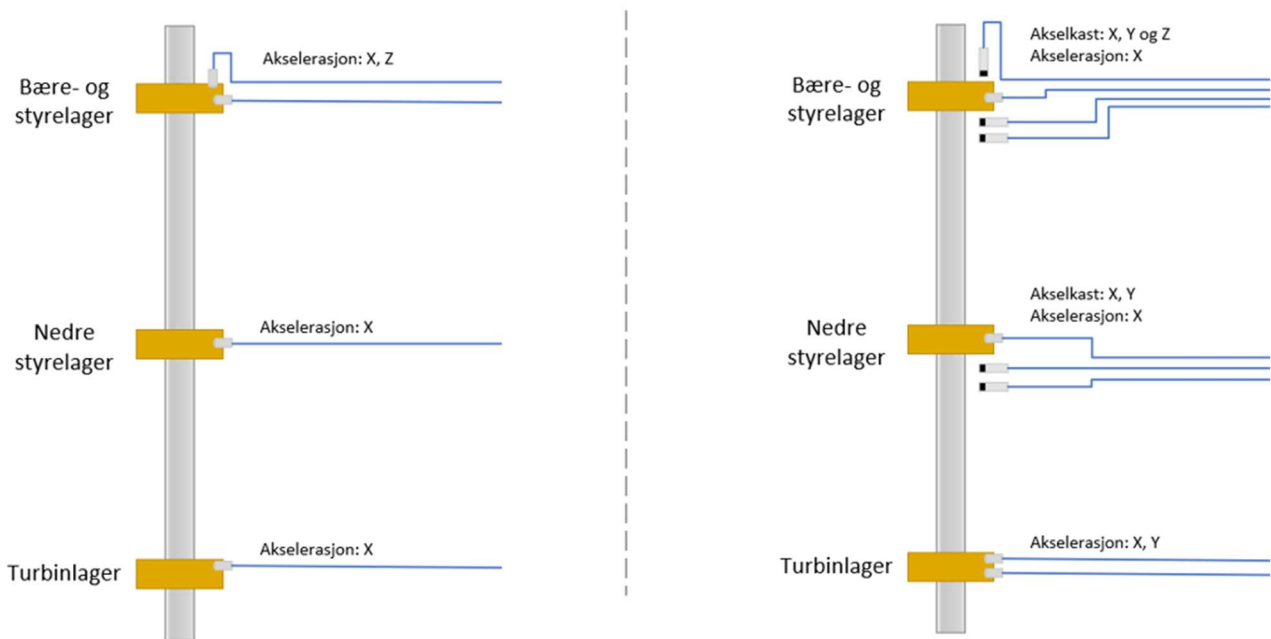 Akselerasjon: X, Z
Bære- og
styrelager
Akselerasjon: X
Nedre
styrelager
Akselerasjon: X
Turbinlager
Akselkast: X, Y og Z
Akselerasjon: X
Bære- og
styrelager
Akselkast: X, Y
Akselerasjon: X
Nedre
styrelager
Akselerasjon: X, Y
Turbinlager